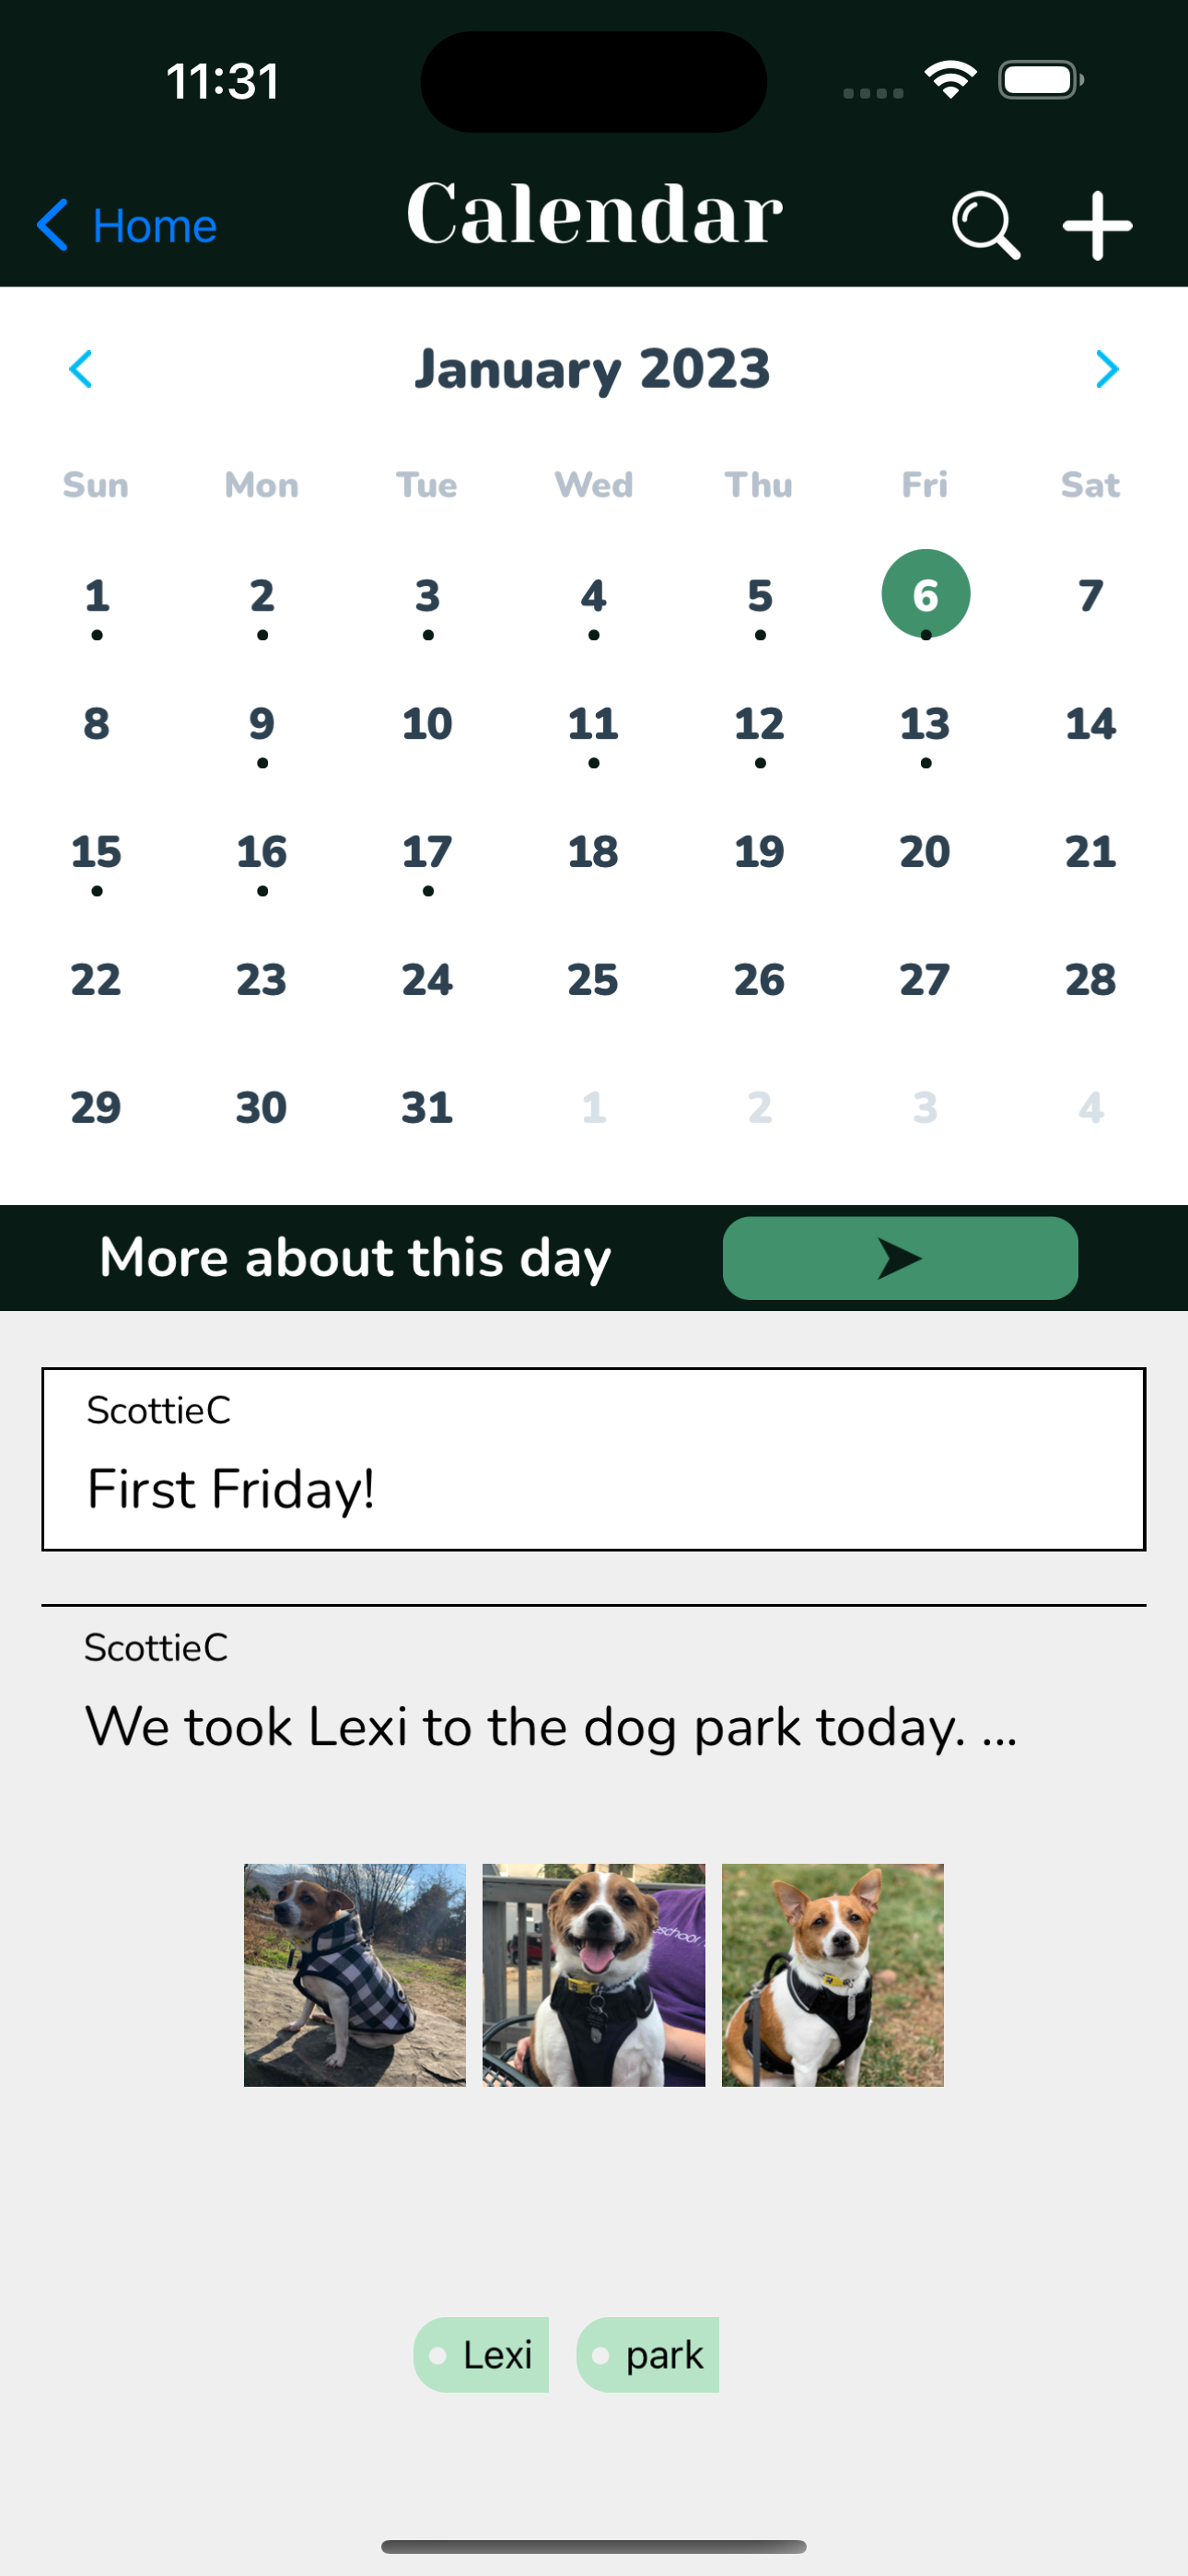 11:31
Home Calendar
January 2023
Sun Mon Tue Wed Thu Fri Sat
1 2 3 4 5 6 7
8 9 10 11 12 13 14
15 16 17 18 19 20 21
22 23 24 25 26 27 28
29 30 31 1 2 3 4
More about this day
ScottieC
First Friday!
ScottieC
We took Lexi to the dog park today. ...
school
Lexi park